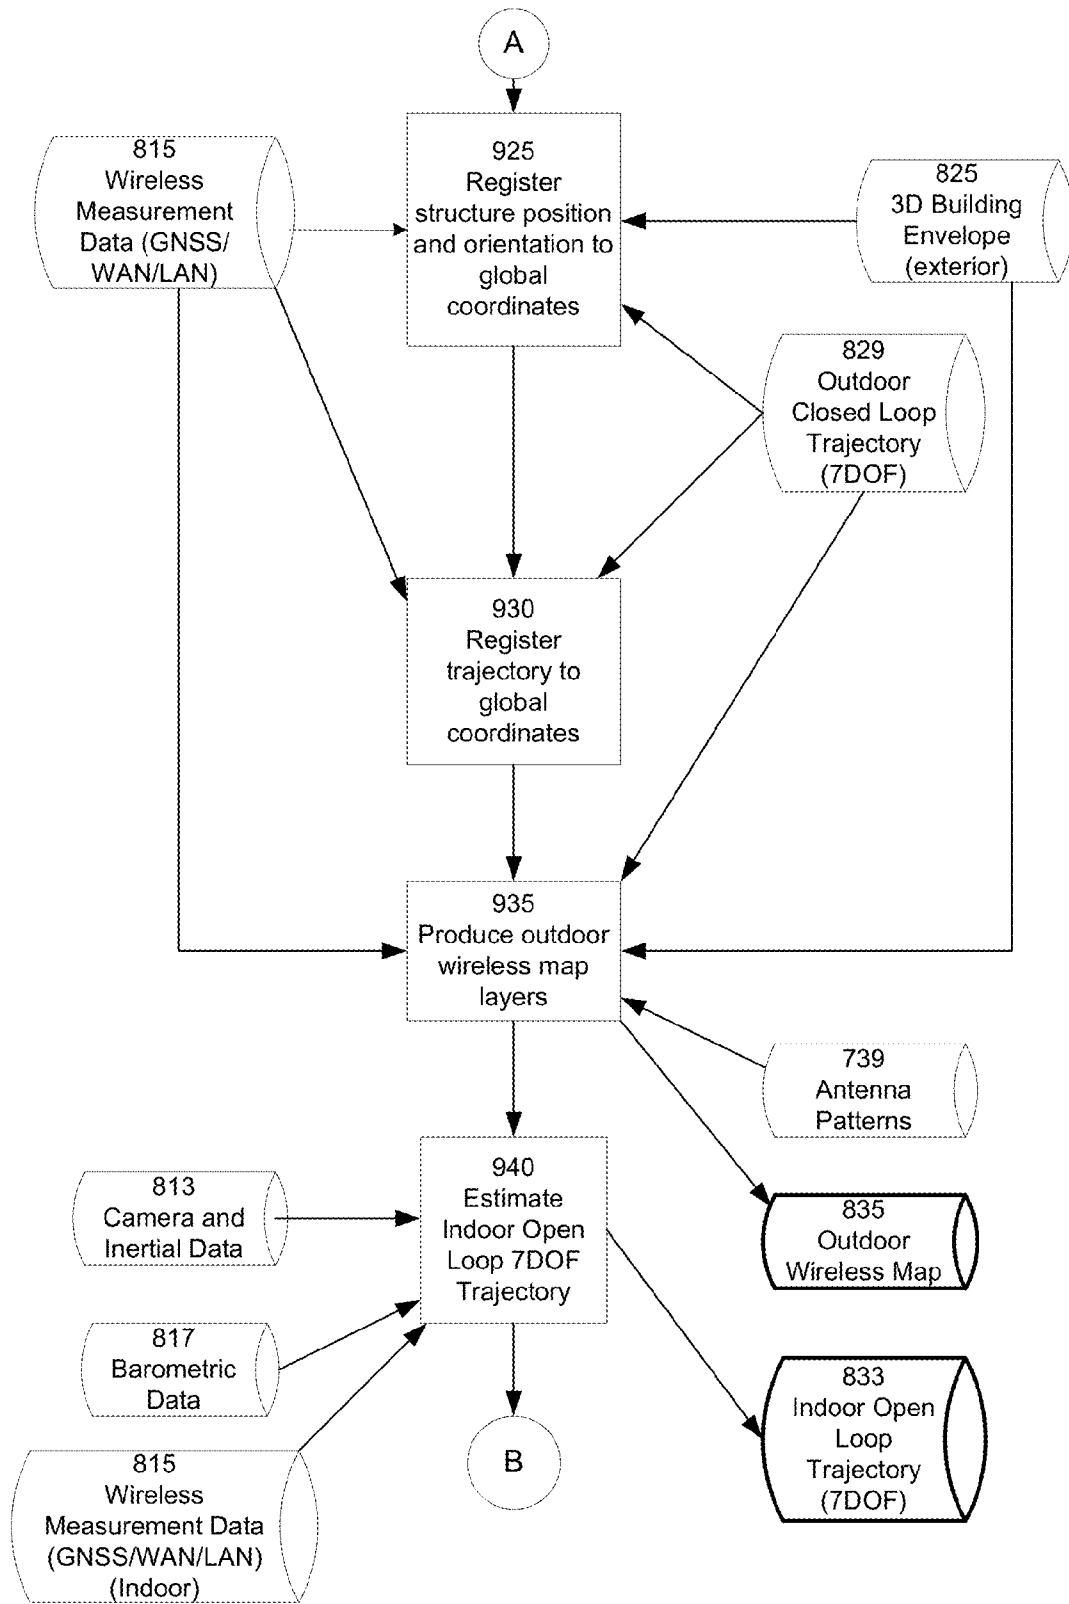 A
815
Wireless
Measurement
Data (GNSS/
WAN/LAN)
925
Register
structure position
and orientation to
global
coordinates
825
3D Building
Envelope
(exterior)
829
Outdoor
Closed Loop
Trajectory
(7DOF)
930
Register
trajectory to
global
coordinates
935
Produce outdoor
wireless map
layers
739
Antenna
Patterns
813
Camera and
Inertial Data
940
Estimate
Indoor Open
Loop 7DOF
Trajectory
835
Outdoor
Wireless Map
817
Barometric
Data
833
Indoor Open
Loop
Trajectory
(7DOF)
B
815
Wireless
Measurement Data
(GNSS/WAN/LAN)
(Indoor)